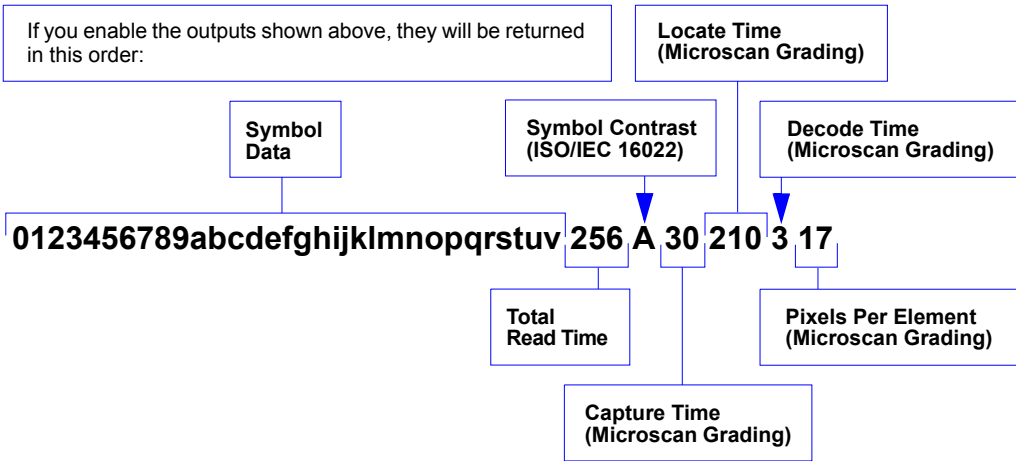 If you enable the outputs shown above, they will be returned
in this order:
Locate Time
(Microscan Grading)
Symbol
Data
Symbol Contrast
(ISO/IEC 16022)
Decode Time
(Microscan Grading)
0123456789abcdefghijklmnopqrstuv 256 A 30 210 3 17
Total
Read Time
Pixels Per Element
(Microscan Grading)
Capture Time
(Microscan Grading)